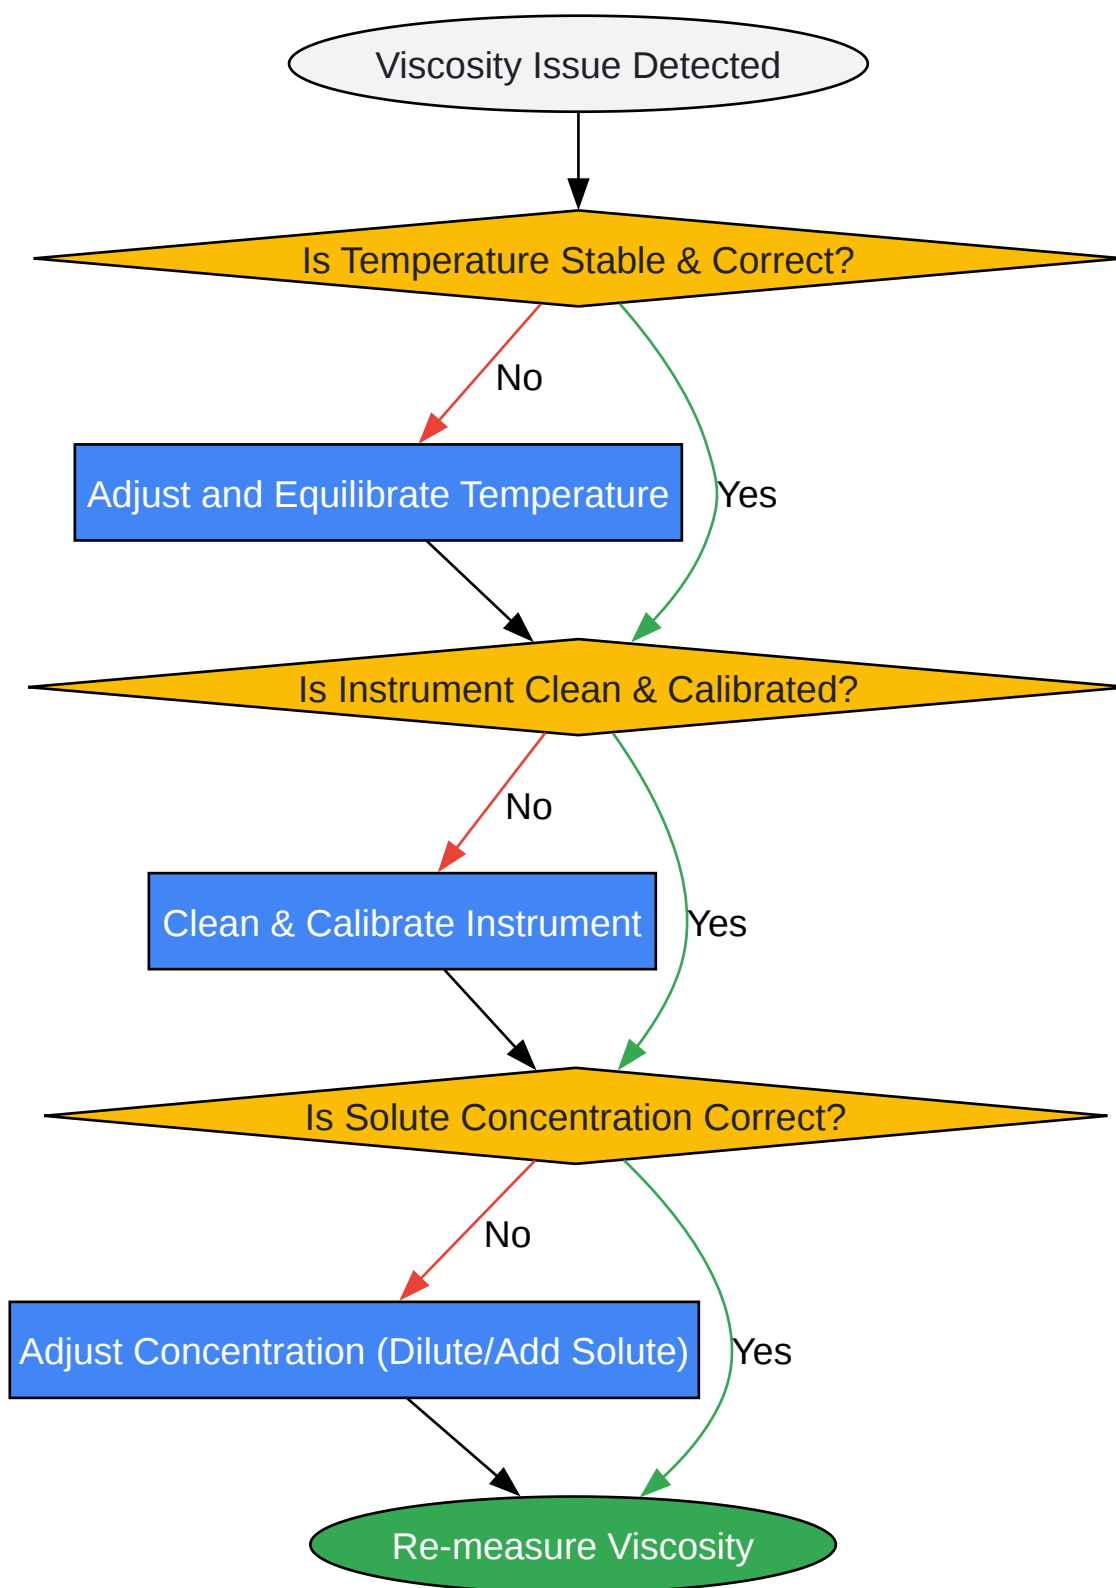 Viscosity Issue Detected
Is Temperature Stable & Correct?
No
Adjust and Equilibrate Temperature
Yes
Is Instrument Clean & Calibrated?
No
Clean & Calibrate Instrument
Yes
Is Solute Concentration Correct?
No
Adjust Concentration (Dilute/Add Solute)
Yes
Re-measure Viscosity